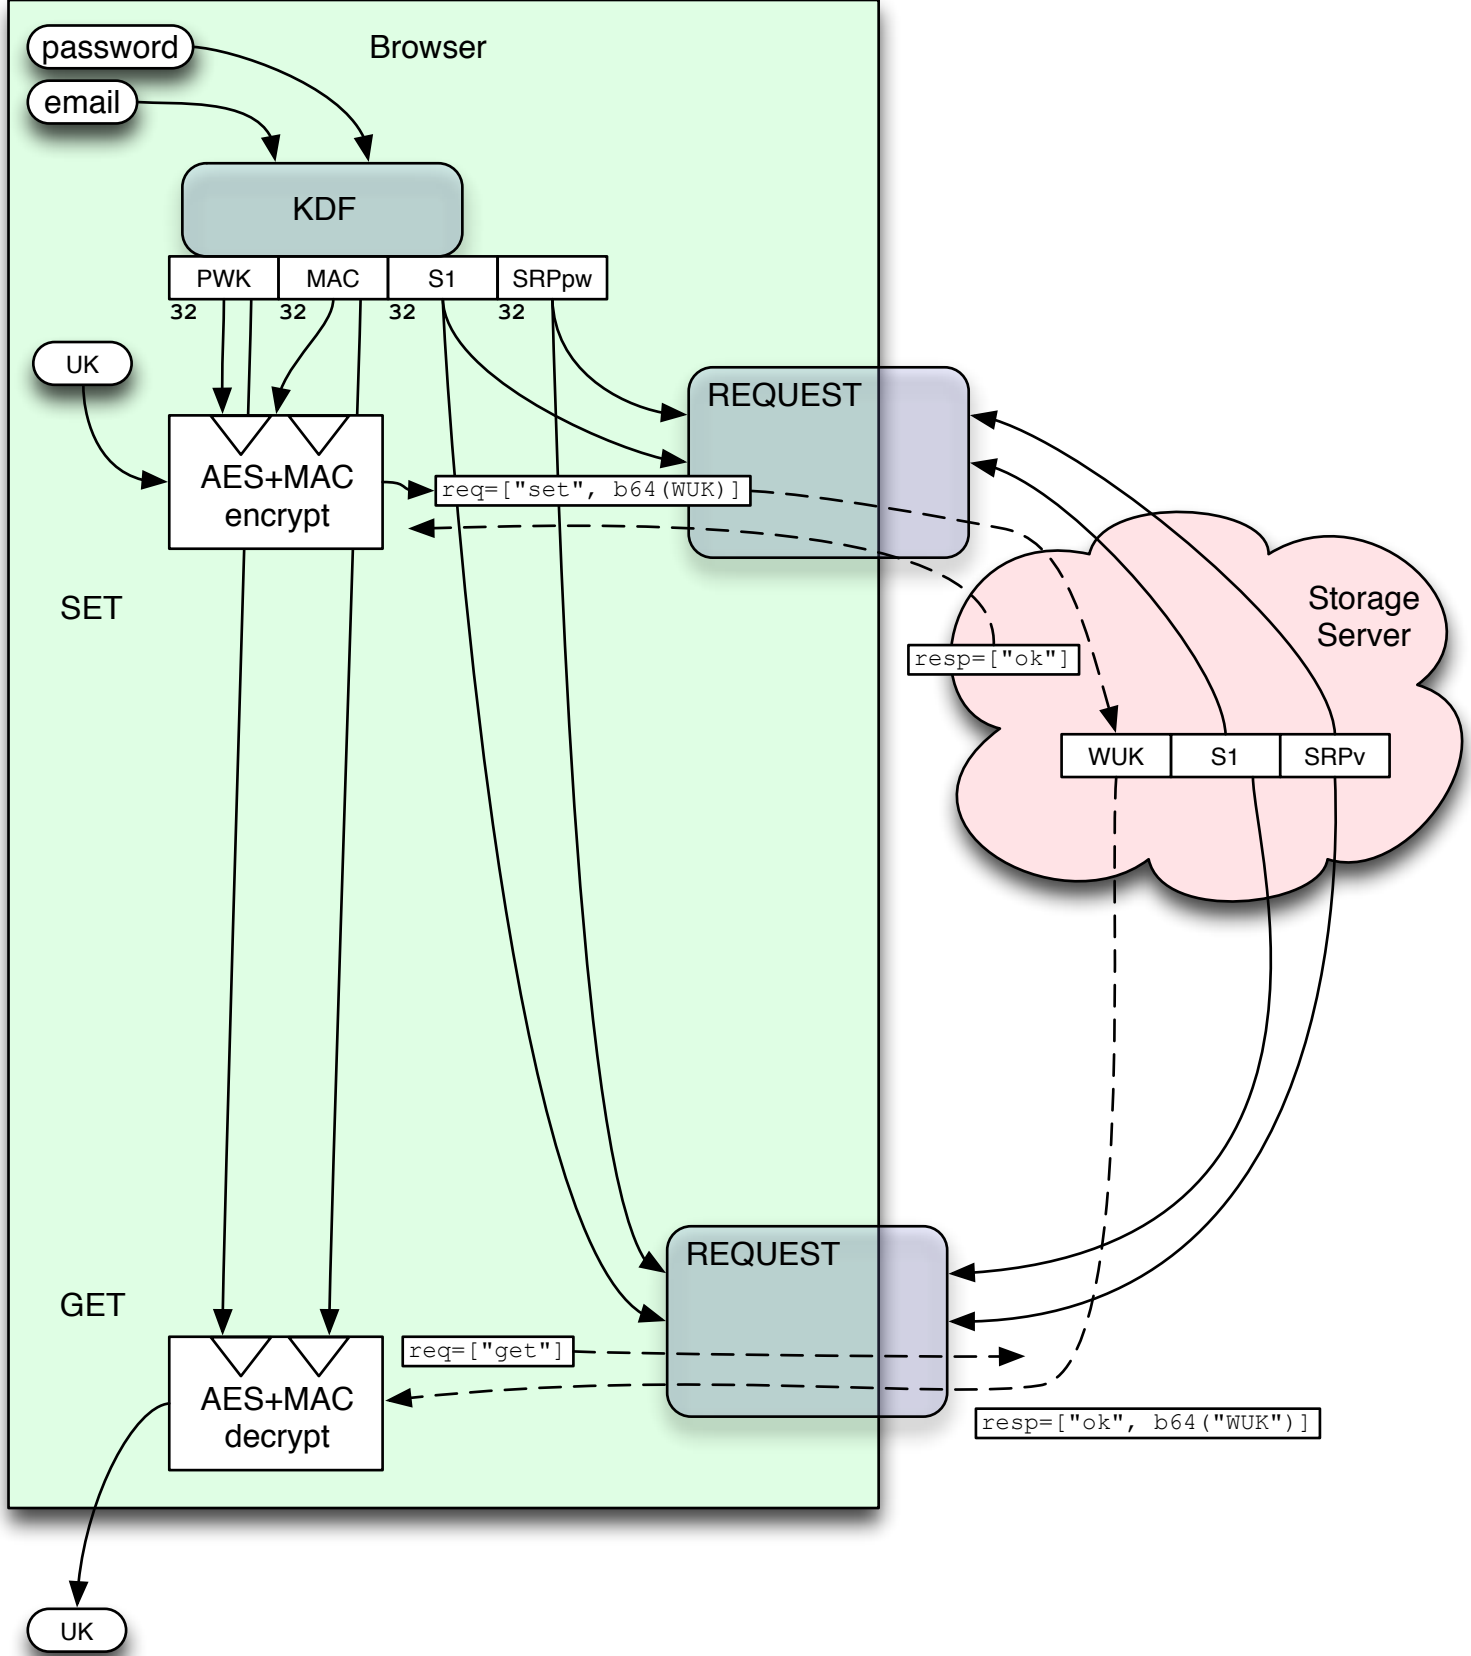 password
Browser
email
KDF
PWK
MAC
S1
SRPpw
32
32
32
32
UK
REQUEST
AES+MAC
encrypt
req=["set", b64(WUK)]
SET
Storage
Server
resp=["ok"]
WUK
S1
SRPv
REQUEST
GET
req=["get"]
AES+MAC
decrypt
resp=["ok", b64("WUK")]
UK